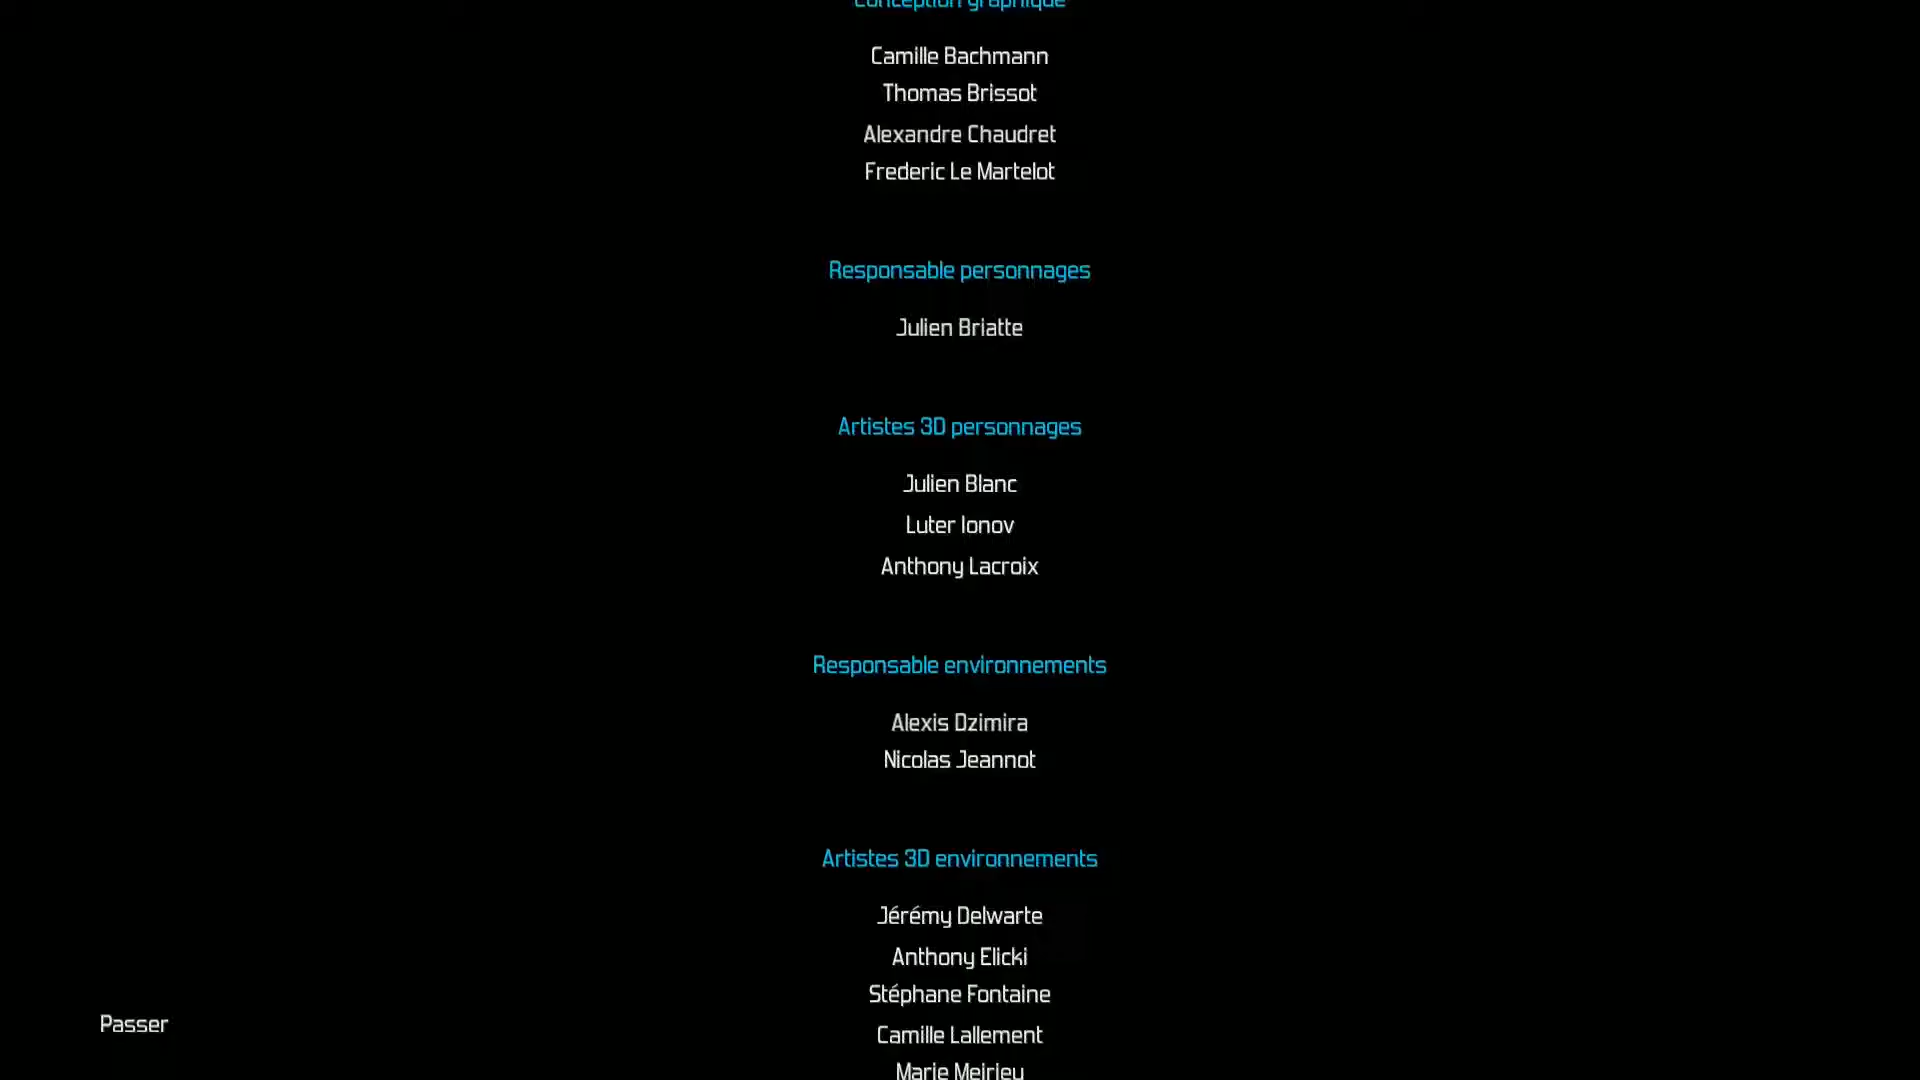 Conception graphique
Camille Bachmann
Thomas Brissot
Alexandre Chaudret
Frederic Le Martelot
Responsable personnages
Julien Briatte
Artistes 3D personnages
Julien Blanc
Luter Ionov
Anthony Lacroix
Responsable environnements
Alexis Dzimira
Nicolas Jeannot
Artistes 3D environnements
Jérémy Delwarte
Anthony Elicki
Stéphane Fontaine
Camille Lallement
Marie Meirieu
Passer